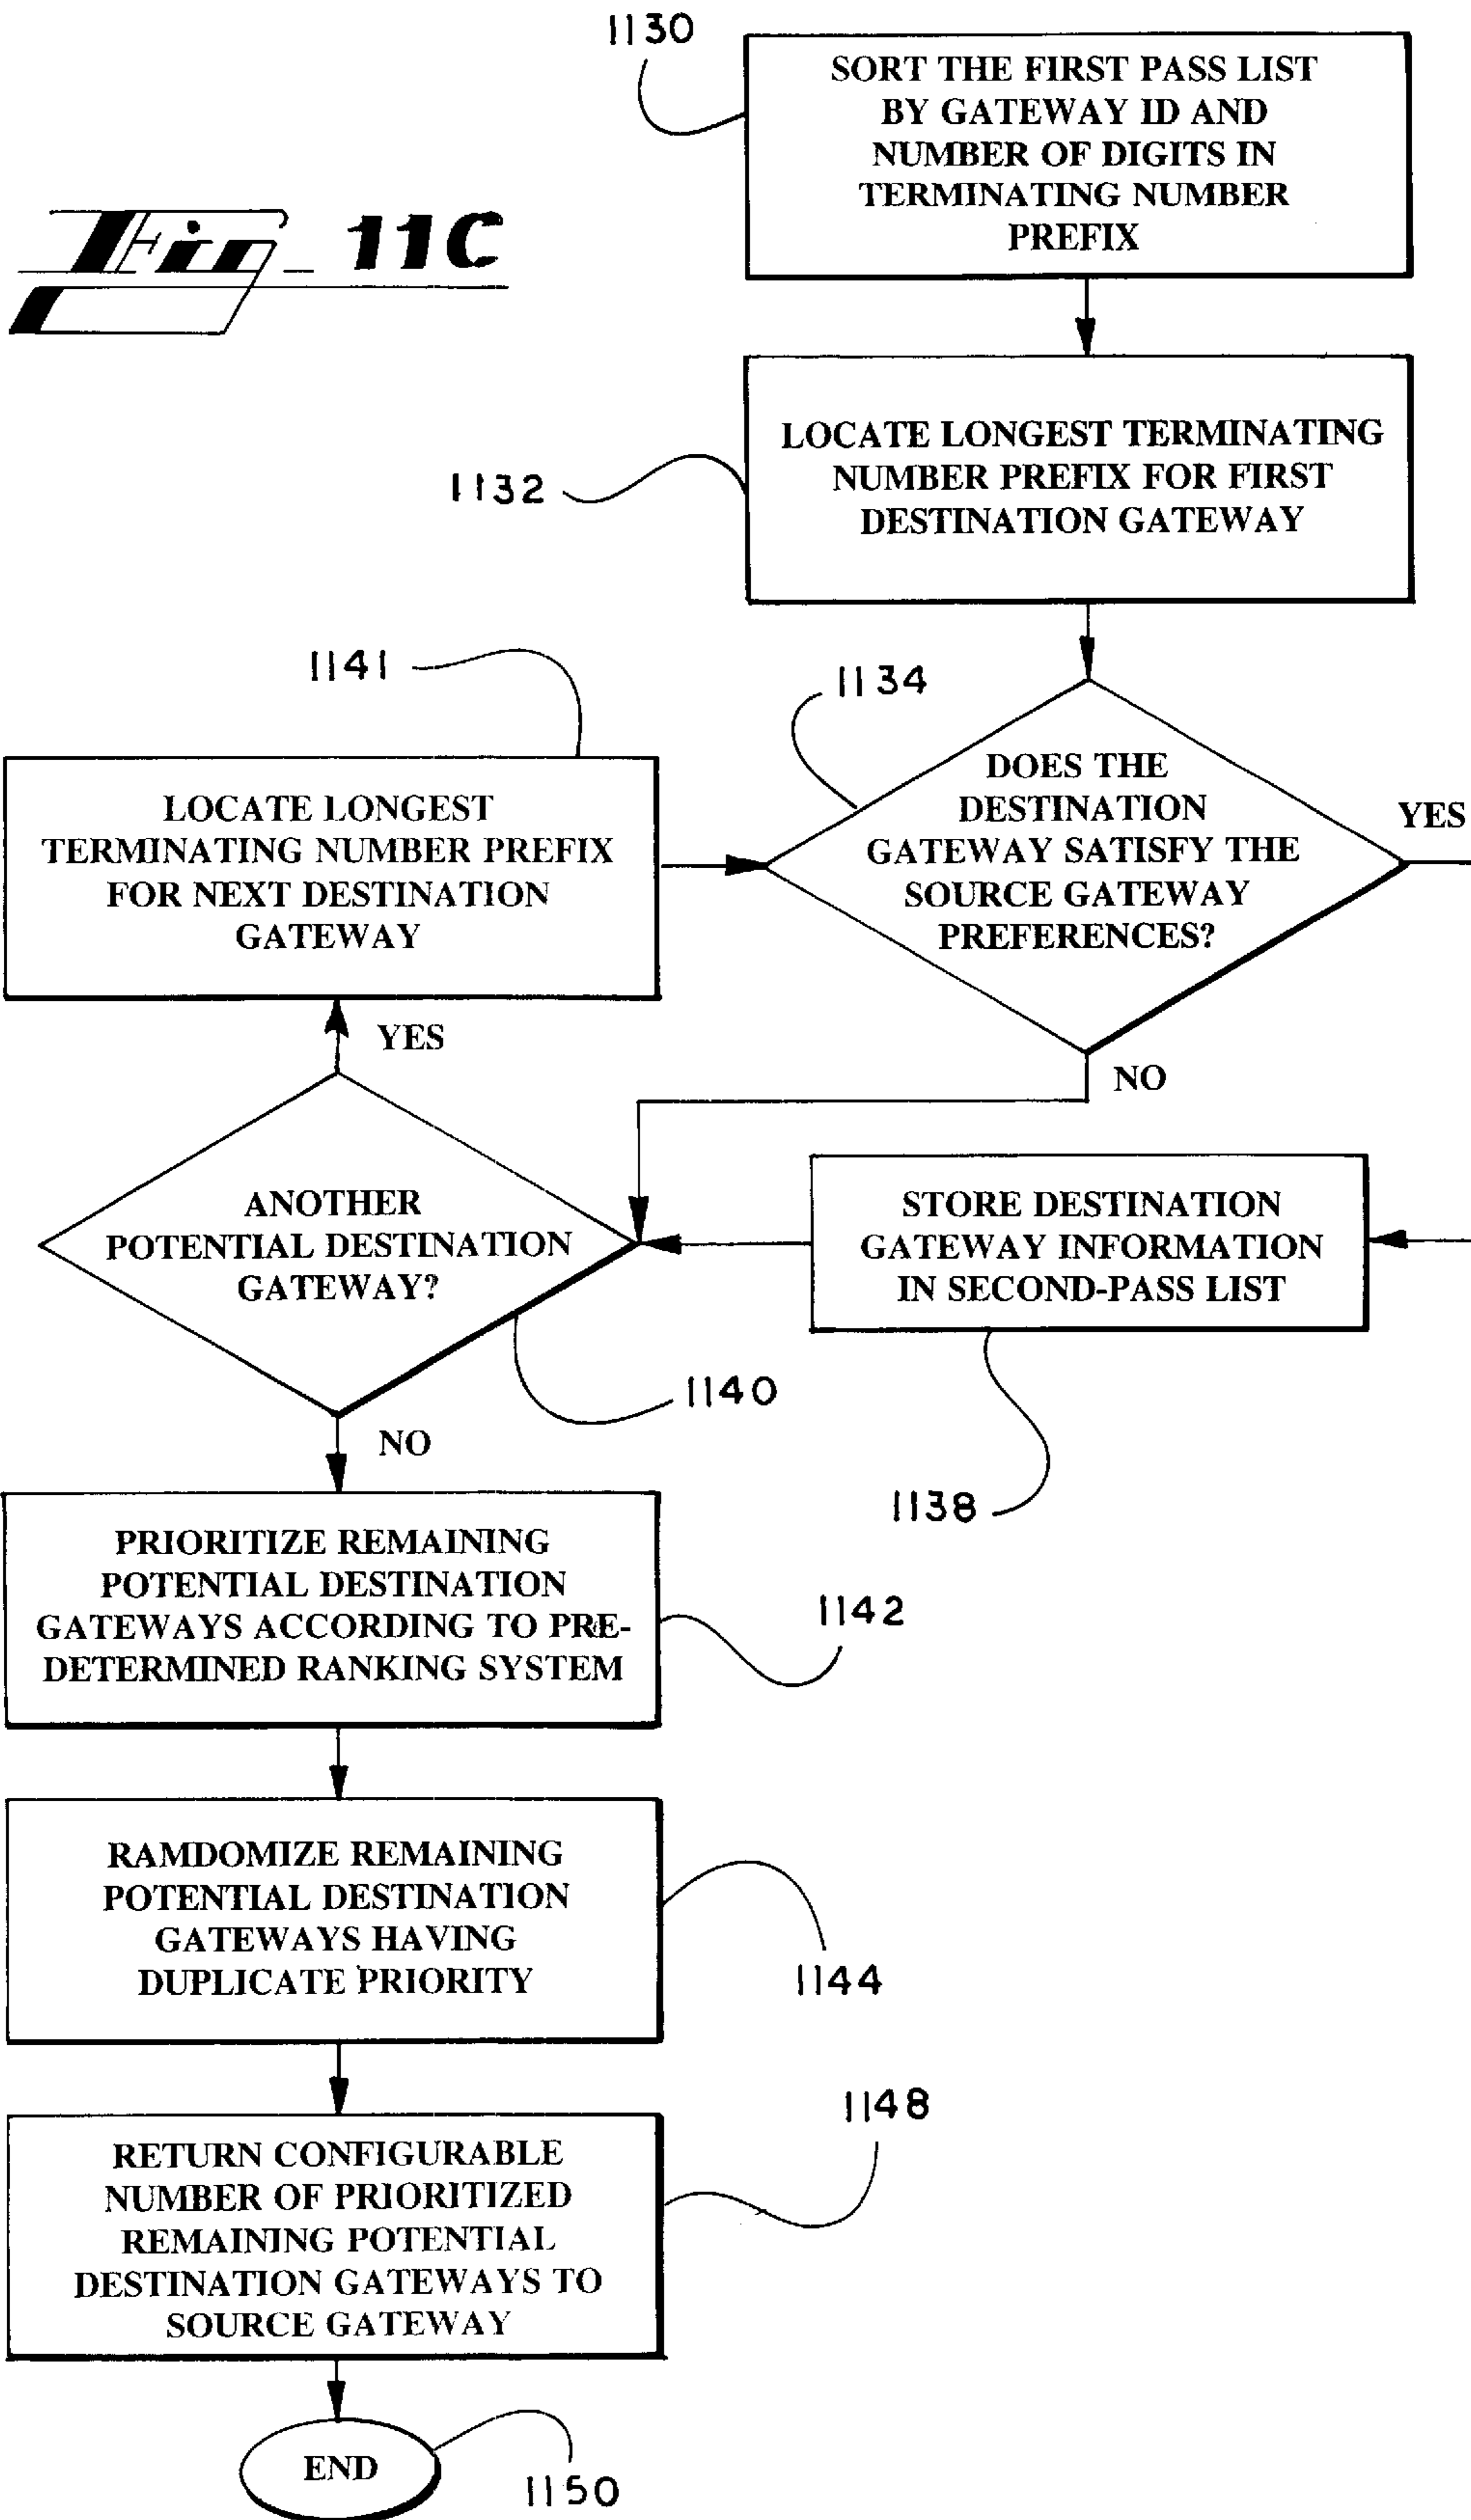 1130
SORT THE FIRST PASS LIST
BY GATEWAY ID AND
NUMBER OF DIGITS IN
TERMINATING NUMBER
PREFIX
Fig_ 11C
LOCATE LONGEST TERMINATING
NUMBER PREFIX FOR FIRST
DESTINATION GATEWAY
1132
1141
1134
DOES THE
DESTINATION
GATEWAY SATISFY THE
SOURCE GATEWAY
PREFERENCES?
YES
LOCATE LONGEST
TERMINATING NUMBER PREFIX
FOR NEXT DESTINATION
GATEWAY
YES
NO
ANOTHER
POTENTIAL DESTINATION
GATEWAY?
STORE DESTINATION
GATEWAY INFORMATION
IN SECOND-PASS LIST
1140
NO
1138
PRIORITIZE REMAINING
POTENTIAL DESTINATION
GATEWAYS ACCORDING TO PRE-
DETERMINED RANKING SYSTEM
1142
RAMDOMIZE REMAINING
POTENTIAL DESTINATION
GATEWAYS HAVING
DUPLICATE PRIORITY
1144
1148
RETURN CONFIGURABLE
NUMBER OF PRIORITIZED
REMAINING POTENTIAL
DESTINATION GATEWAYS TO
SOURCE GATEWAY
END
1150